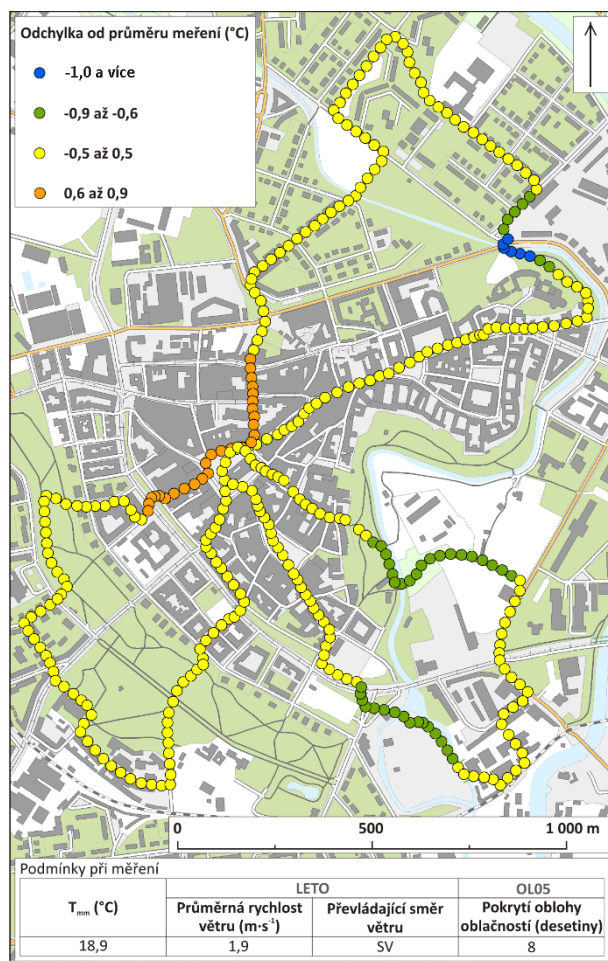 Odchylka od průměru měření (°C)
-1,0 a více
-0,9 až -0,6
-0,5 až 0,5
0,6 až 0,9
0 500 1 000 m
Podmínky při měření
LETO OL05
Tmm (°C) Průměrná rychlost větru (m·s-1) Převládající směr větru Pokrytí oblohy oblačností (desetiny)
18,9 1,9 SV 8